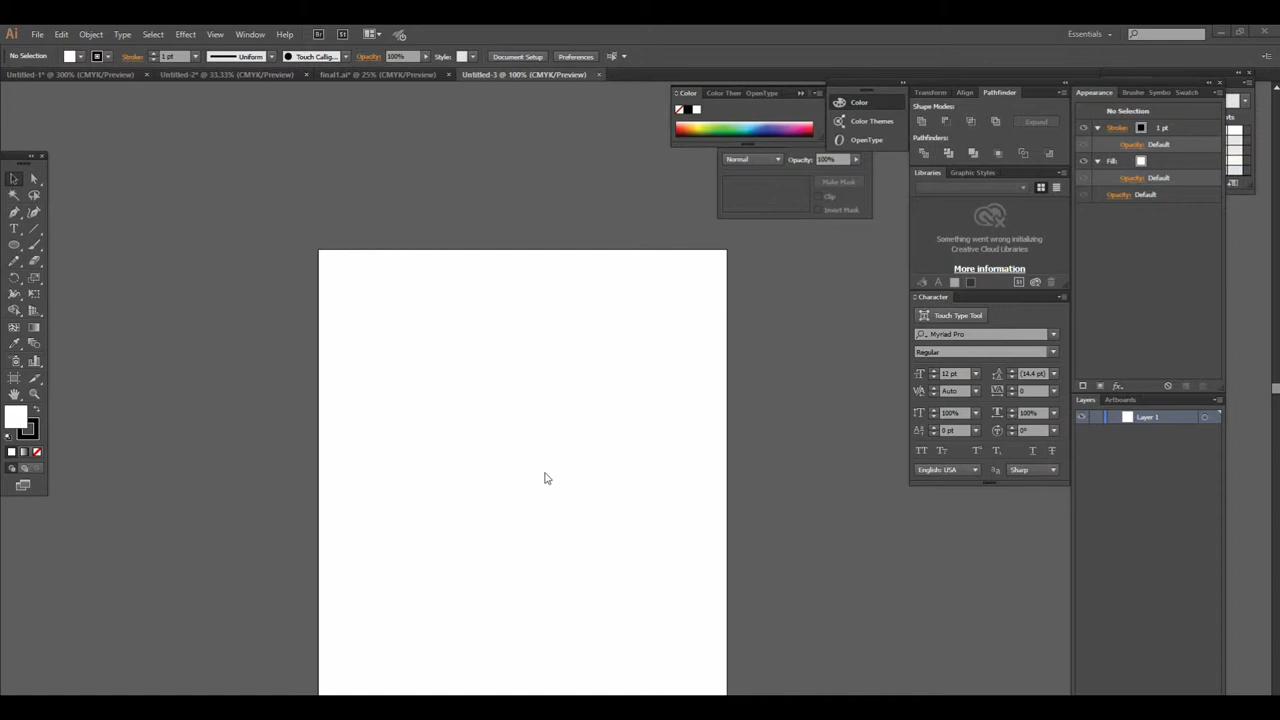 Ai File Edit Object Type Select Effect View Window Help Br St Essentials
No Selection Stroke: 1 pt Uniform Touch Callig... Opacity: 100% Style: Document Setup Preferences
Untitled-1* @ 300% (CMYK/Preview) × Untitled-2* @ 33.33% (CMYK/Preview) × final1.ai* @ 25% (CMYK/Preview) × Untitled-3 @ 100% (CMYK/Preview) ×
Color Color Them OpenType
Color
Color Themes
OpenType
Normal Opacity: 100%
Make Mask
Clip
Invert Mask
Transform Align Pathfinder
Shape Modes:
Expand
Pathfinders:
Libraries Graphic Styles
Something went wrong initializing
Creative Cloud Libraries
More information
St
Character
Touch Type Tool
Myriad Pro
Regular
12 pt (14.4 pt)
Auto 0
100% 100%
0 pt 0°
English: USA Sharp
Appearance Brushe Symbo Swatch
No Selection
Stroke: 1 pt
Opacity: Default
Fill:
Opacity: Default
Opacity: Default
fx
Layers Artboards
Layer 1